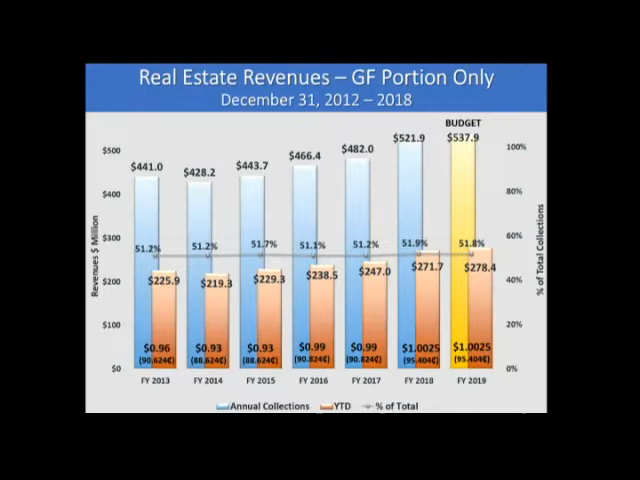 Real Estate Revenues – GF Portion Only
December 31, 2012 – 2018
BUDGET
$441.0 $428.2 $443.7 $466.4 $482.0 $521.9 $537.9
$500 100%
$400 80%
$300 60%
$200 40%
$100 20%
$0 0%
Revenues $ Million
% of Total Collections
51.2% 51.2% 51.7% 51.1% 51.2% 51.9% 51.8%
$225.9 $219.3 $229.3 $238.5 $247.0 $271.7 $278.4
$0.96 $0.93 $0.93 $0.99 $0.99 $1.0025 $1.0025
(90.624¢) (88.624¢) (88.624¢) (90.824¢) (90.824¢) (95.404¢) (95.404¢)
FY 2013 FY 2014 FY 2015 FY 2016 FY 2017 FY 2018 FY 2019
Annual Collections YTD % of Total